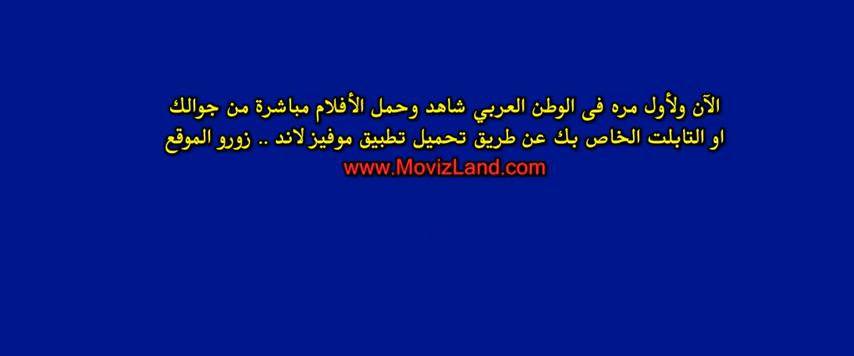 الآن ولأول مره فى الوطن العربي شاهد وحمل الأفلام مباشرة من جوالك
او التابلت الخاص بك عن طريق تحميل تطبيق موفيز لاند .. زورو الموقع
www.MovizLand.com